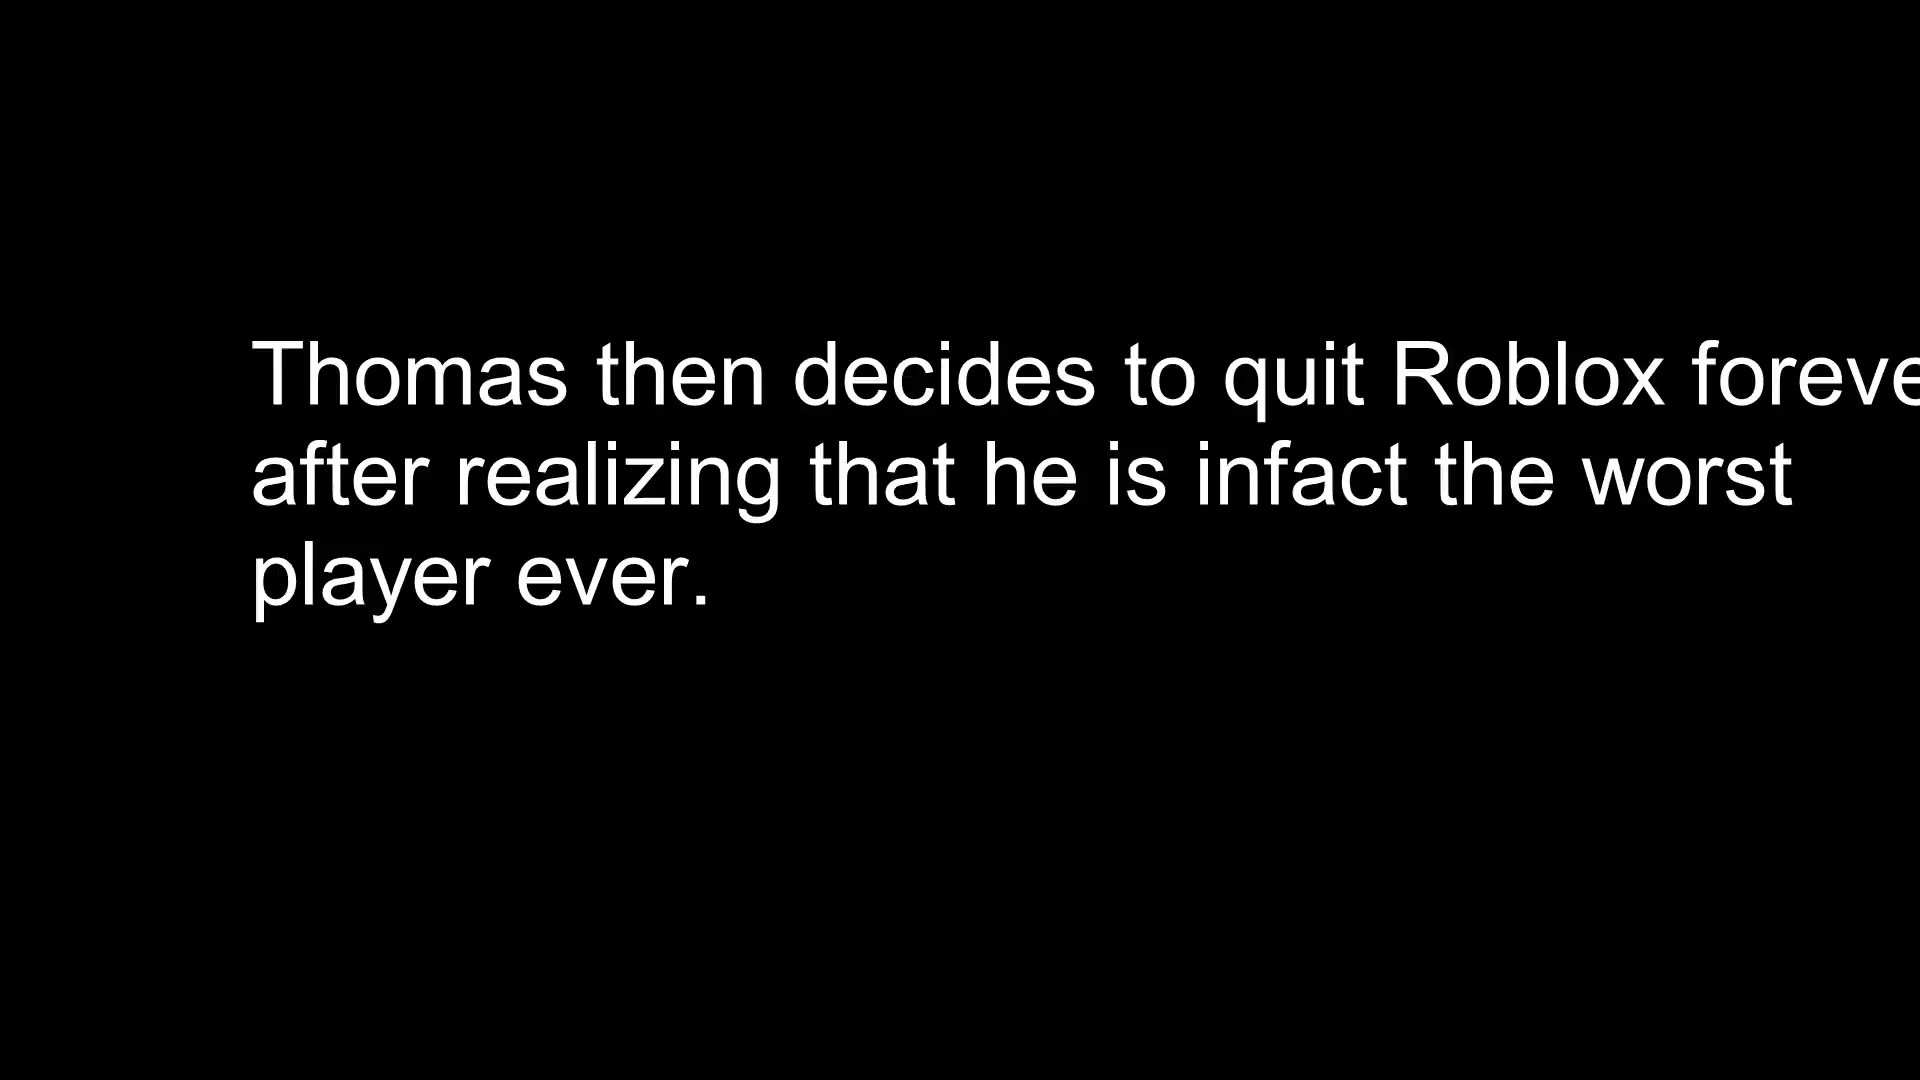 Thomas then decides to quit Roblox foreve
after realizing that he is infact the worst
player ever.